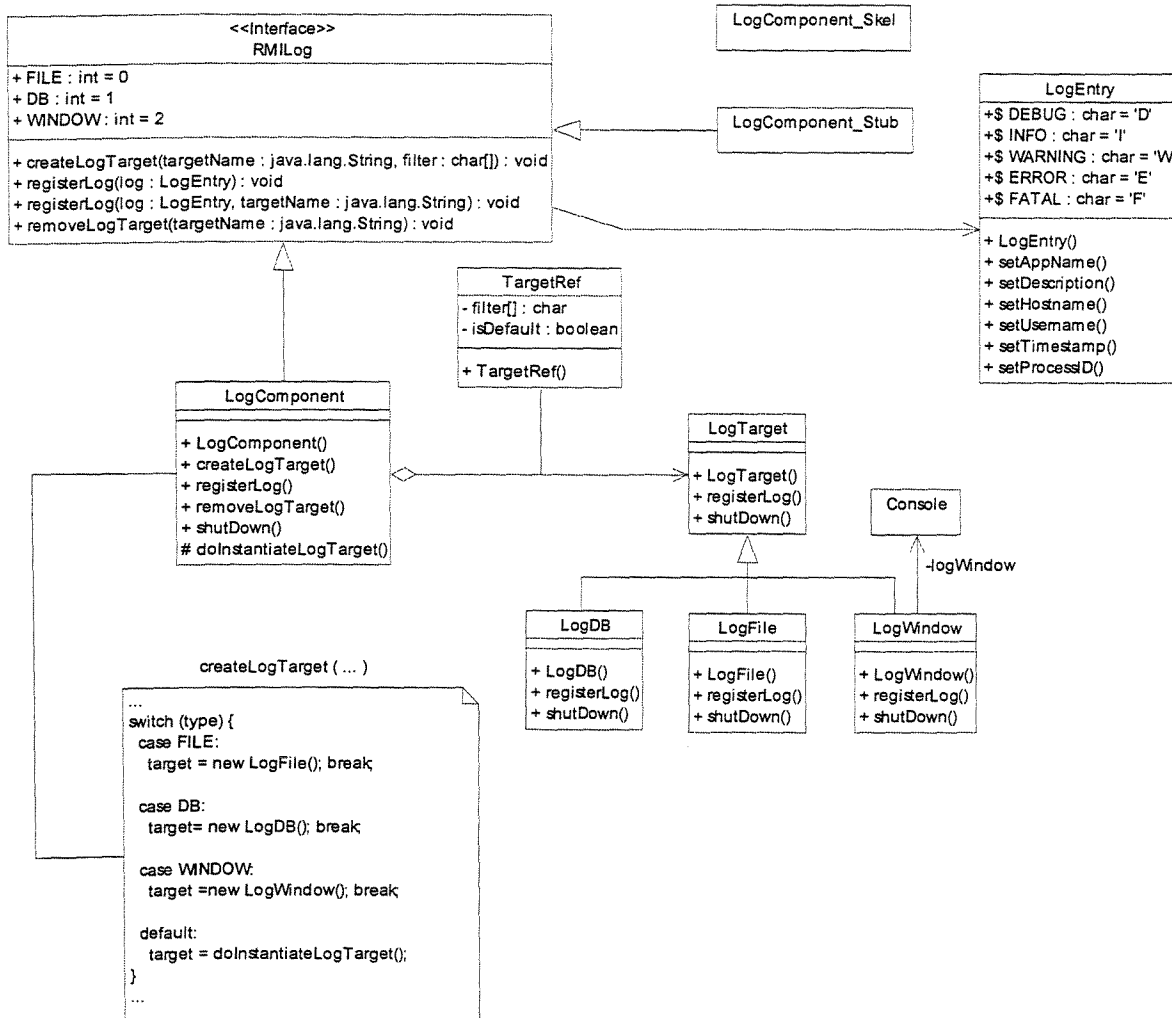 <<Interface>>
RMILog
+ FILE : int = 0
+ DB : int = 1
+ WINDOW : int = 2
+ createLogTarget(targetName : java.lang.String, filter : char[]) : void
+ registerLog(log : LogEntry) : void
+ registerLog(log : LogEntry, targetName : java.lang.String) : void
+ removeLogTarget(targetName : java.lang.String) : void
LogComponent_Skel
LogComponent_Stub
LogEntry
+$ DEBUG : char = 'D'
+$ INFO : char = 'I'
+$ WARNING : char = 'W
+$ ERROR : char = 'E'
+$ FATAL : char = 'F'
+ LogEntry()
+ setAppName()
+ setDescription()
+ setHostname()
+ setUsername()
+ setTimestamp()
+ setProcessID()
TargetRef
- filter[] : char
- isDefault : boolean
+ TargetRef()
LogComponent
+ LogComponent()
+ createLogTarget()
+ registerLog()
+ removeLogTarget()
+ shutDown()
# doInstantiateLogTarget()
LogTarget
+ LogTarget()
+ registerLog()
+ shutDown()
Console
-logWindow
LogDB
+ LogDB()
+ registerLog()
+ shutDown()
LogFile
+ LogFile()
+ registerLog()
+ shutDown()
LogWindow
+ LogWindow()
+ registerLog()
+ shutDown()
createLogTarget ( ... )
...
switch (type) {
case FILE:
target = new LogFile(); break;
case DB:
target= new LogDB(); break;
case WINDOW:
target =new LogWindow(); break;
default:
target = doInstantiateLogTarget();
}
...